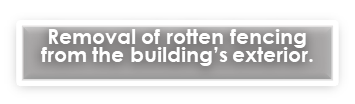 Removal of rotten fencing
from the building’s exterior.